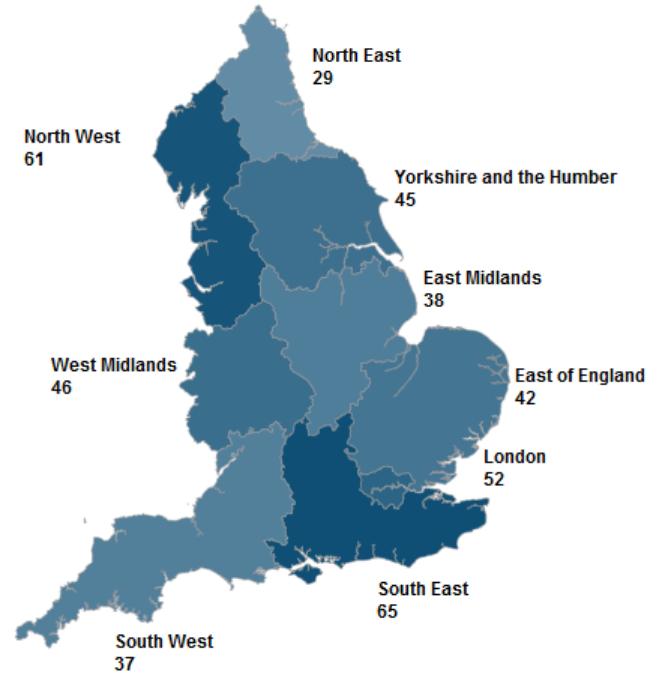 North East
29
North West
61
Yorkshire and the Humber
45
East Midlands
38
West Midlands
46
East of England
42
London
52
South East
65
South West
37